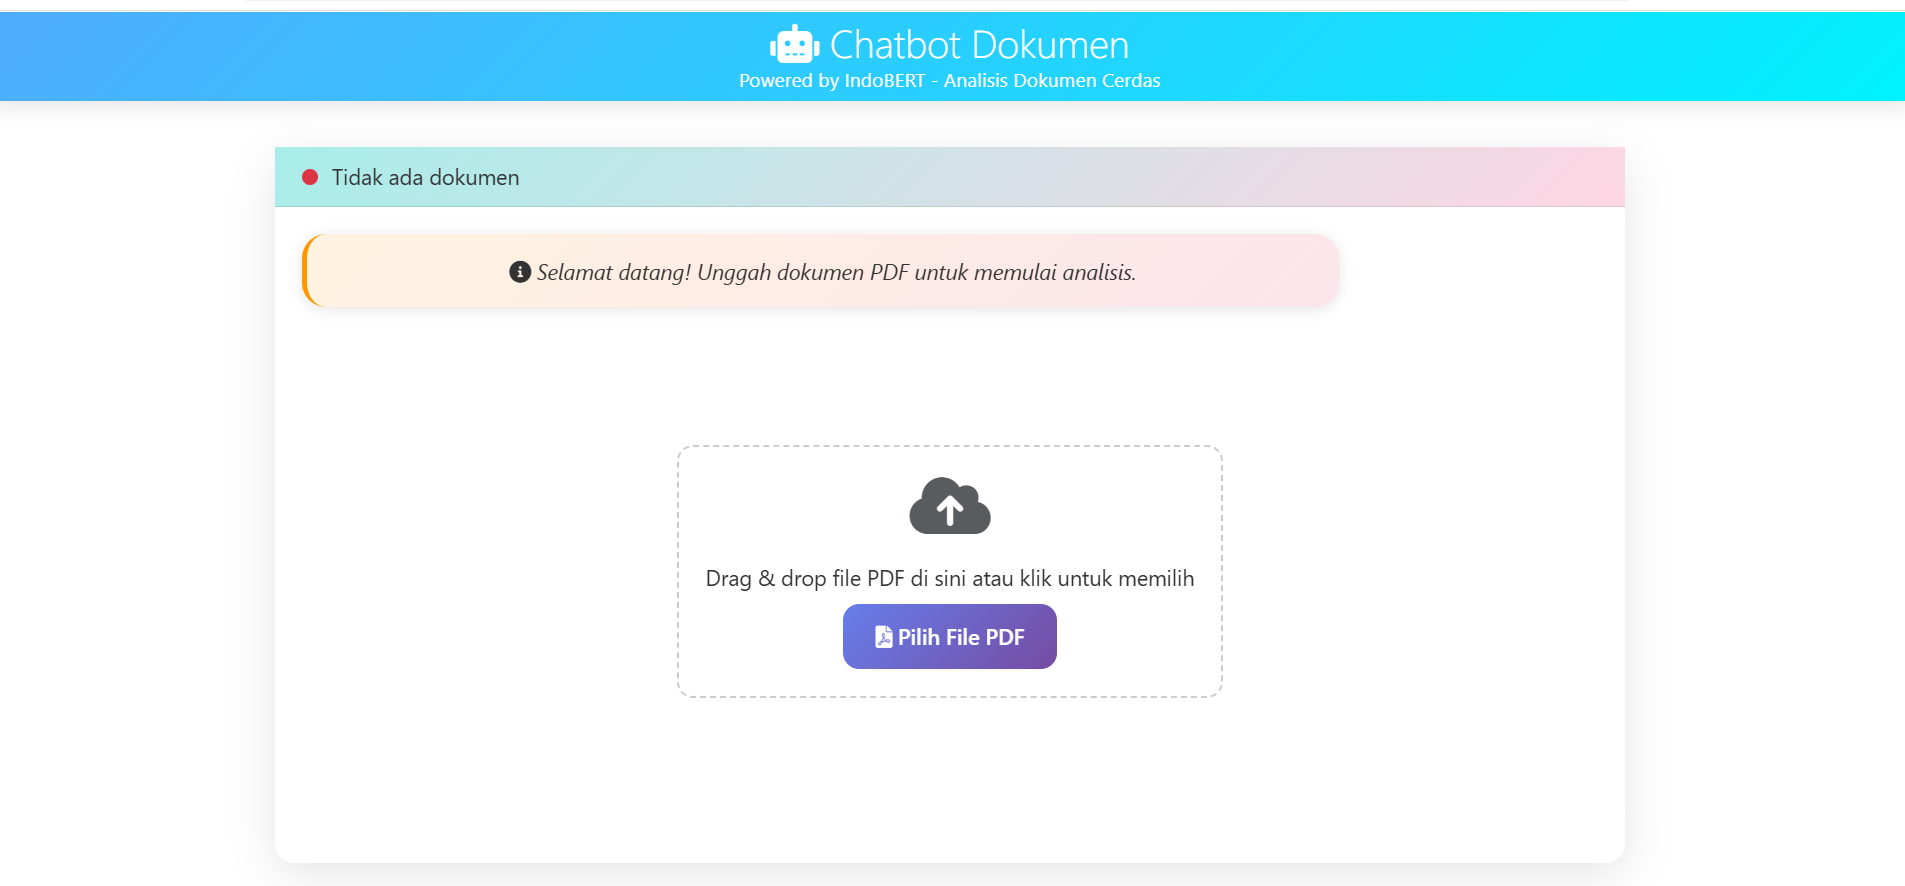 Chatbot Dokumen
Powered by IndoBERT - Analisis Dokumen Cerdas
Tidak ada dokumen
Selamat datang! Unggah dokumen PDF untuk memulai analisis.
Drag & drop file PDF di sini atau klik untuk memilih
Pilih File PDF